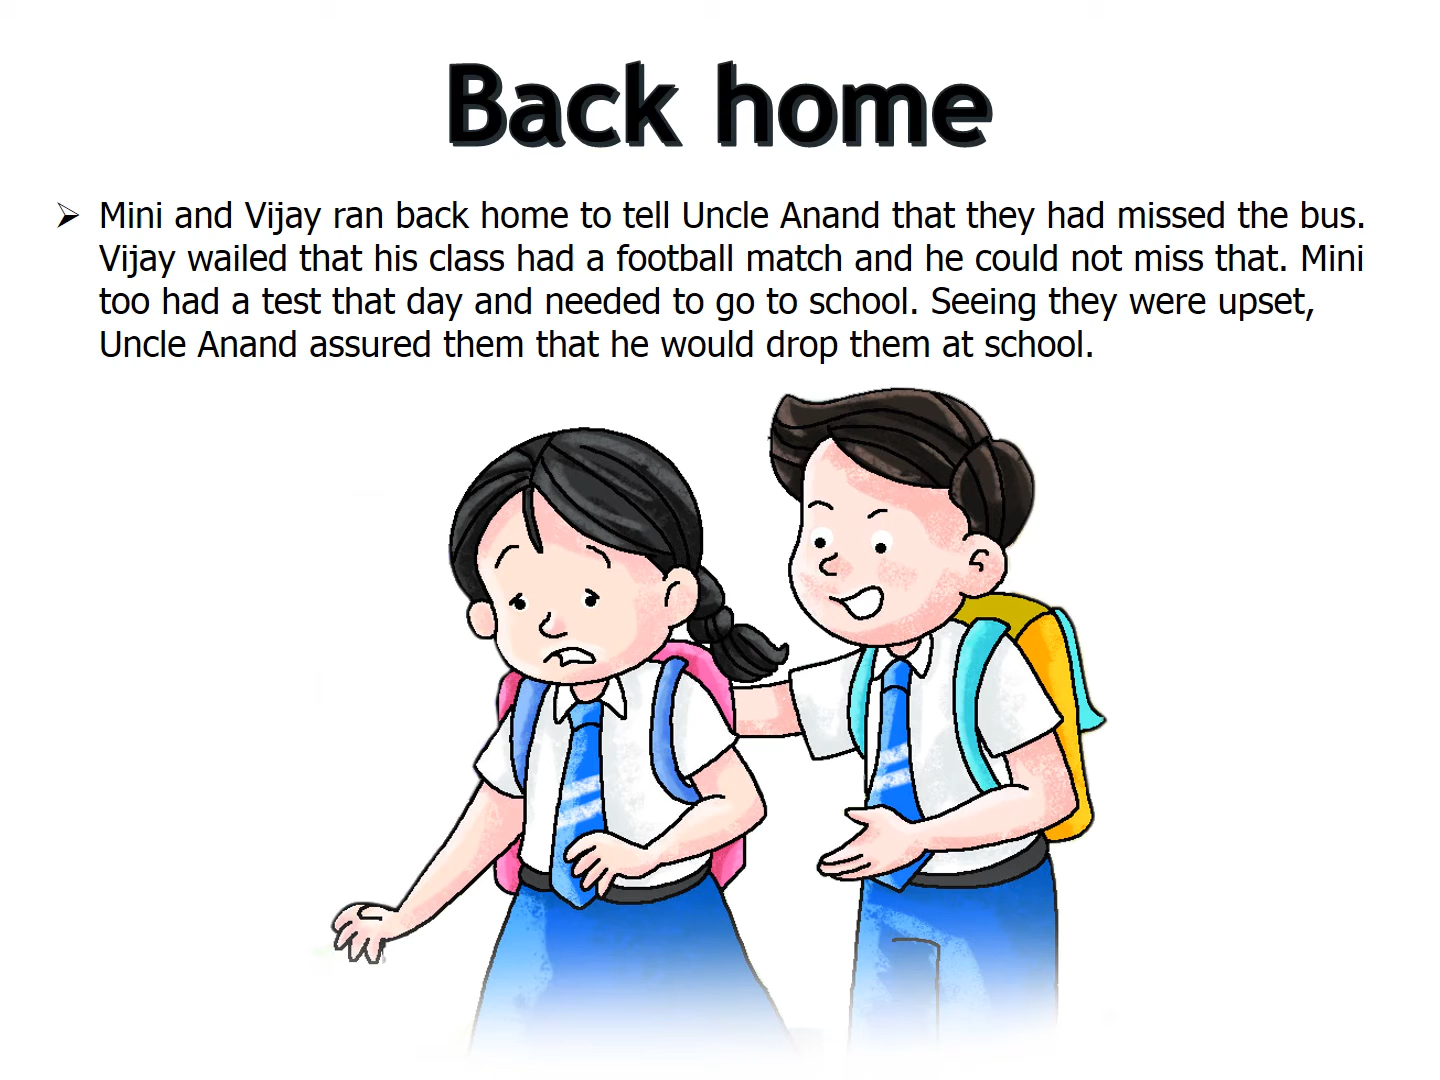 Back home
➢ Mini and Vijay ran back home to tell Uncle Anand that they had missed the bus.
Vijay wailed that his class had a football match and he could not miss that. Mini
too had a test that day and needed to go to school. Seeing they were upset,
Uncle Anand assured them that he would drop them at school.